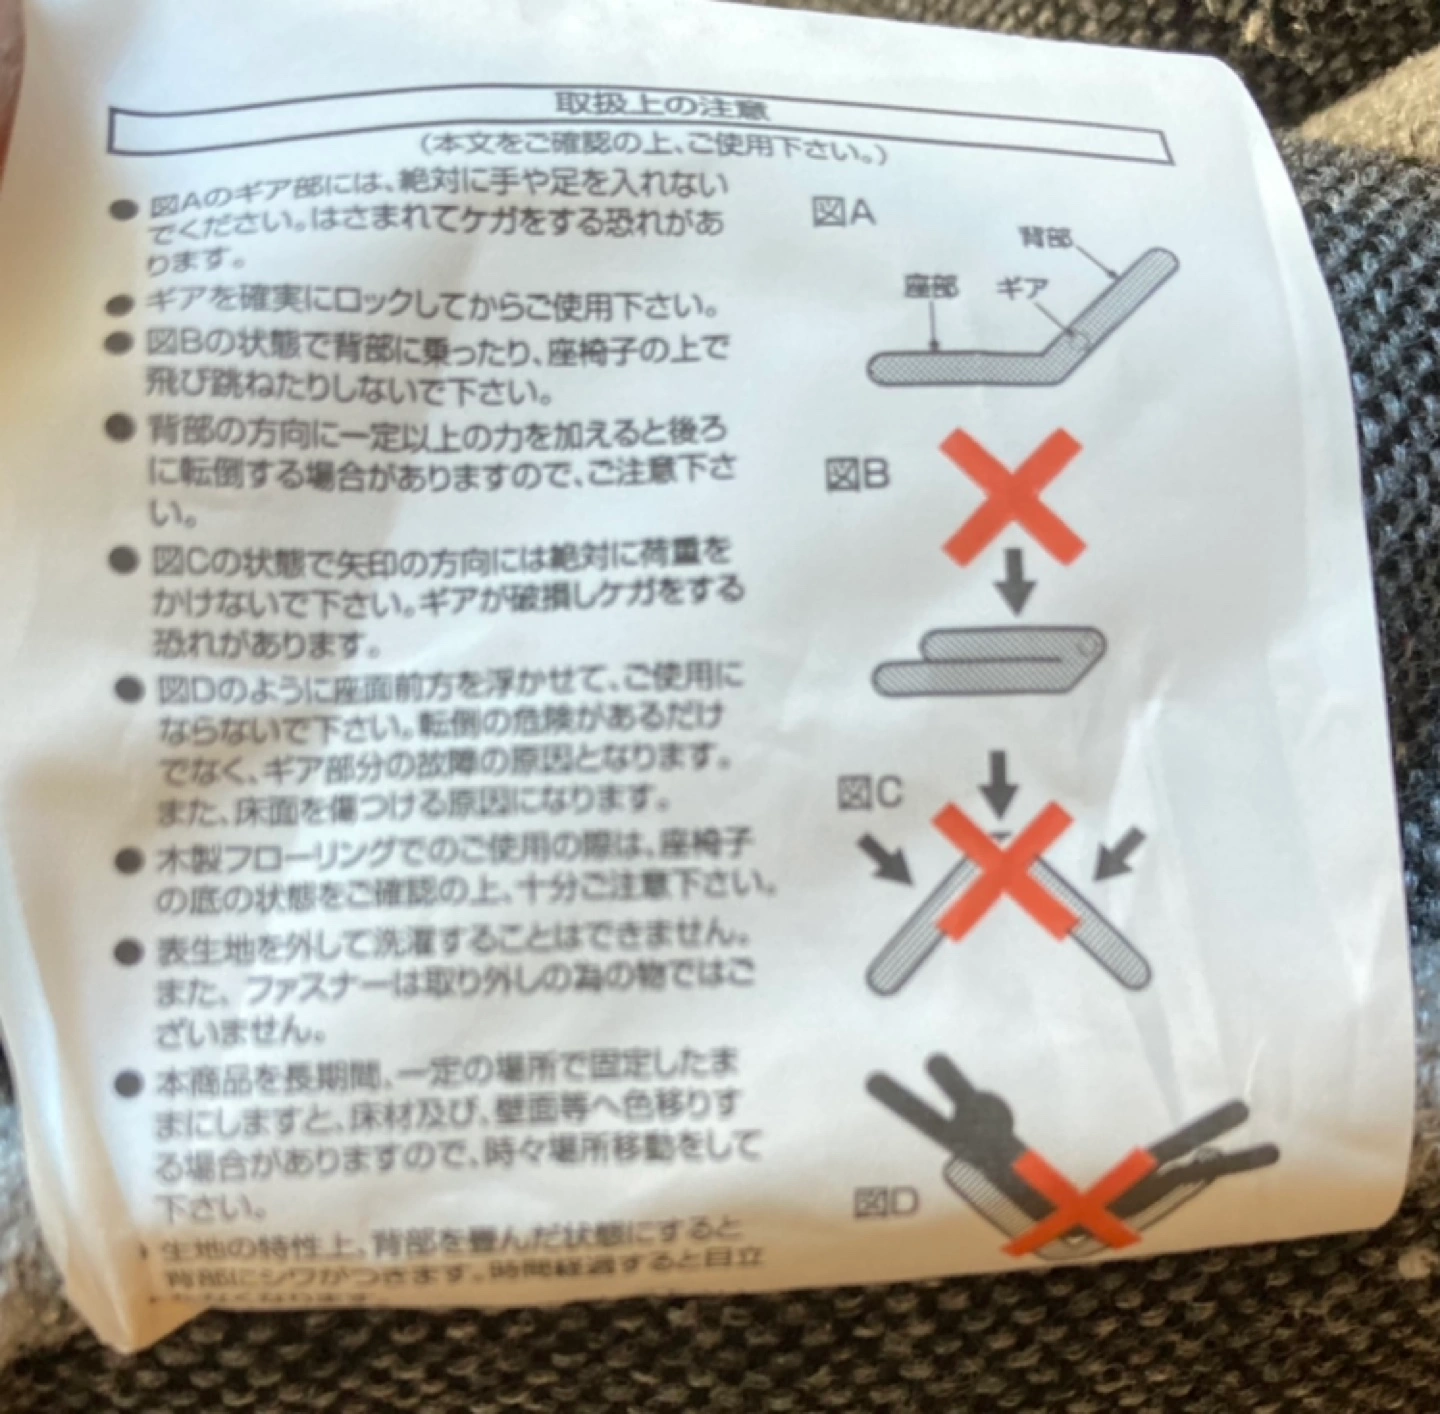 取扱上の注意
(本文をご確認の上、ご使用下さい。)
● 図Aのギア部には、絶対に手や足を入れない
でください。はさまれてケガをする恐れがあ
ります。
● ギアを確実にロックしてからご使用下さい。
● 図Bの状態で背部に乗ったり、座椅子の上で
飛び跳ねたりしないで下さい。
● 背部の方向に一定以上の力を加えると後ろ
に転倒する場合がありますので、ご注意下さ
い。
● 図Cの状態で矢印の方向には絶対に荷重を
かけないで下さい。ギアが破損しケガをする
恐れがあります。
● 図Dのように座面前方を浮かせて、ご使用に
ならないで下さい。転倒の危険があるだけ
でなく、ギア部分の故障の原因となります。
また、床面を傷つける原因になります。
● 木製フローリングでのご使用の際は、座椅子
の底の状態をご確認の上、十分ご注意下さい。
● 表生地を外して洗濯することはできません。
また、ファスナーは取り外しの為の物ではご
ざいません。
● 本商品を長期間、一定の場所で固定したま
まにしますと、床材及び、壁面等へ色移りす
る場合がありますので、時々場所移動をして
下さい。
生地の特性上、背部を畳んだ状態にすると
背部にシワがつきます。時間経過すると目立
たなくなります。
図A
背部
座部
ギア
図B
図C
図D